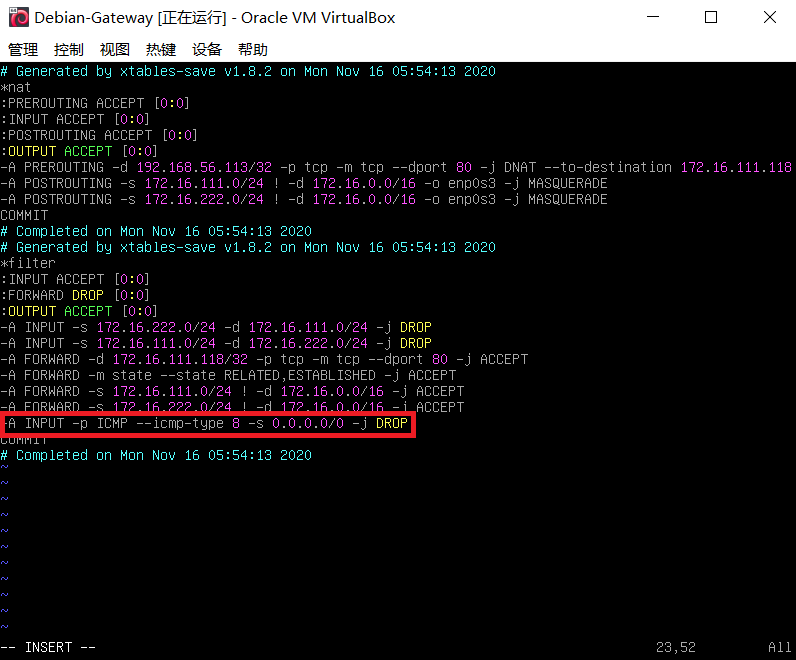 Debian-Gateway [正在运行] - Oracle VM VirtualBox
管理 控制 视图 热键 设备 帮助
# Generated by xtables-save v1.8.2 on Mon Nov 16 05:54:13 2020
*nat
:PREROUTING ACCEPT [0:0]
:INPUT ACCEPT [0:0]
:POSTROUTING ACCEPT [0:0]
:OUTPUT ACCEPT [0:0]
-A PREROUTING -d 192.168.56.113/32 -p tcp -m tcp --dport 80 -j DNAT --to-destination 172.16.111.118
-A POSTROUTING -s 172.16.111.0/24 ! -d 172.16.0.0/16 -o enp0s3 -j MASQUERADE
-A POSTROUTING -s 172.16.222.0/24 ! -d 172.16.0.0/16 -o enp0s3 -j MASQUERADE
COMMIT
# Completed on Mon Nov 16 05:54:13 2020
# Generated by xtables-save v1.8.2 on Mon Nov 16 05:54:13 2020
*filter
:INPUT ACCEPT [0:0]
:FORWARD DROP [0:0]
:OUTPUT ACCEPT [0:0]
-A INPUT -s 172.16.222.0/24 -d 172.16.111.0/24 -j DROP
-A INPUT -s 172.16.111.0/24 -d 172.16.222.0/24 -j DROP
-A FORWARD -d 172.16.111.118/32 -p tcp -m tcp --dport 80 -j ACCEPT
-A FORWARD -m state --state RELATED,ESTABLISHED -j ACCEPT
-A FORWARD -s 172.16.111.0/24 ! -d 172.16.0.0/16 -j ACCEPT
-A FORWARD -s 172.16.222.0/24 ! -d 172.16.0.0/16 -j ACCEPT
-A INPUT -p ICMP --icmp-type 8 -s 0.0.0.0/0 -j DROP
COMMIT
# Completed on Mon Nov 16 05:54:13 2020
~
~
~
~
~
~
~
~
~
~
~
-- INSERT -- 23,52 All